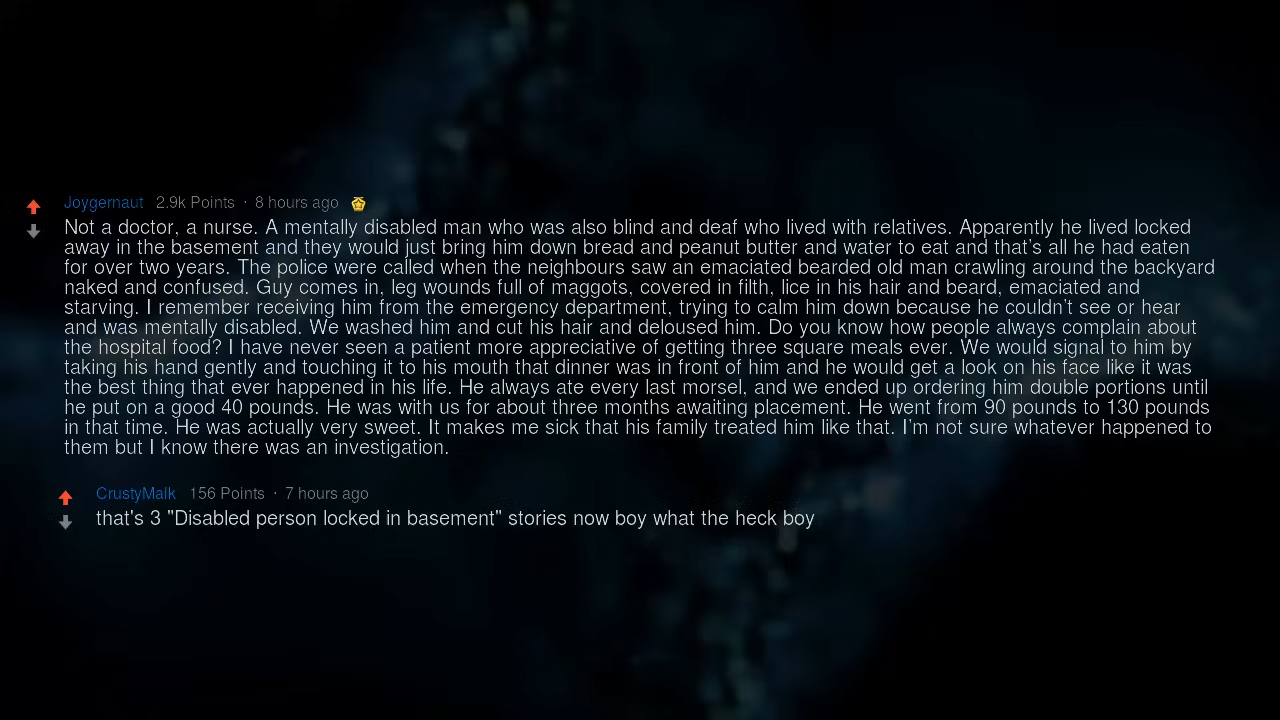 Joygernaut 2.9k Points · 8 hours ago
Not a doctor, a nurse. A mentally disabled man who was also blind and deaf who lived with relatives. Apparently he lived locked
away in the basement and they would just bring him down bread and peanut butter and water to eat and that's all he had eaten
for over two years. The police were called when the neighbours saw an emaciated bearded old man crawling around the backyard
naked and confused. Guy comes in, leg wounds full of maggots, covered in filth, lice in his hair and beard, emaciated and
starving. I remember receiving him from the emergency department, trying to calm him down because he couldn't see or hear
and was mentally disabled. We washed him and cut his hair and deloused him. Do you know how people always complain about
the hospital food? I have never seen a patient more appreciative of getting three square meals ever. We would signal to him by
taking his hand gently and touching it to his mouth that dinner was in front of him and he would get a look on his face like it was
the best thing that ever happened in his life. He always ate every last morsel, and we ended up ordering him double portions until
he put on a good 40 pounds. He was with us for about three months awaiting placement. He went from 90 pounds to 130 pounds
in that time. He was actually very sweet. It makes me sick that his family treated him like that. I'm not sure whatever happened to
them but I know there was an investigation.
CrustyMalk 156 Points · 7 hours ago
that's 3 "Disabled person locked in basement" stories now boy what the heck boy